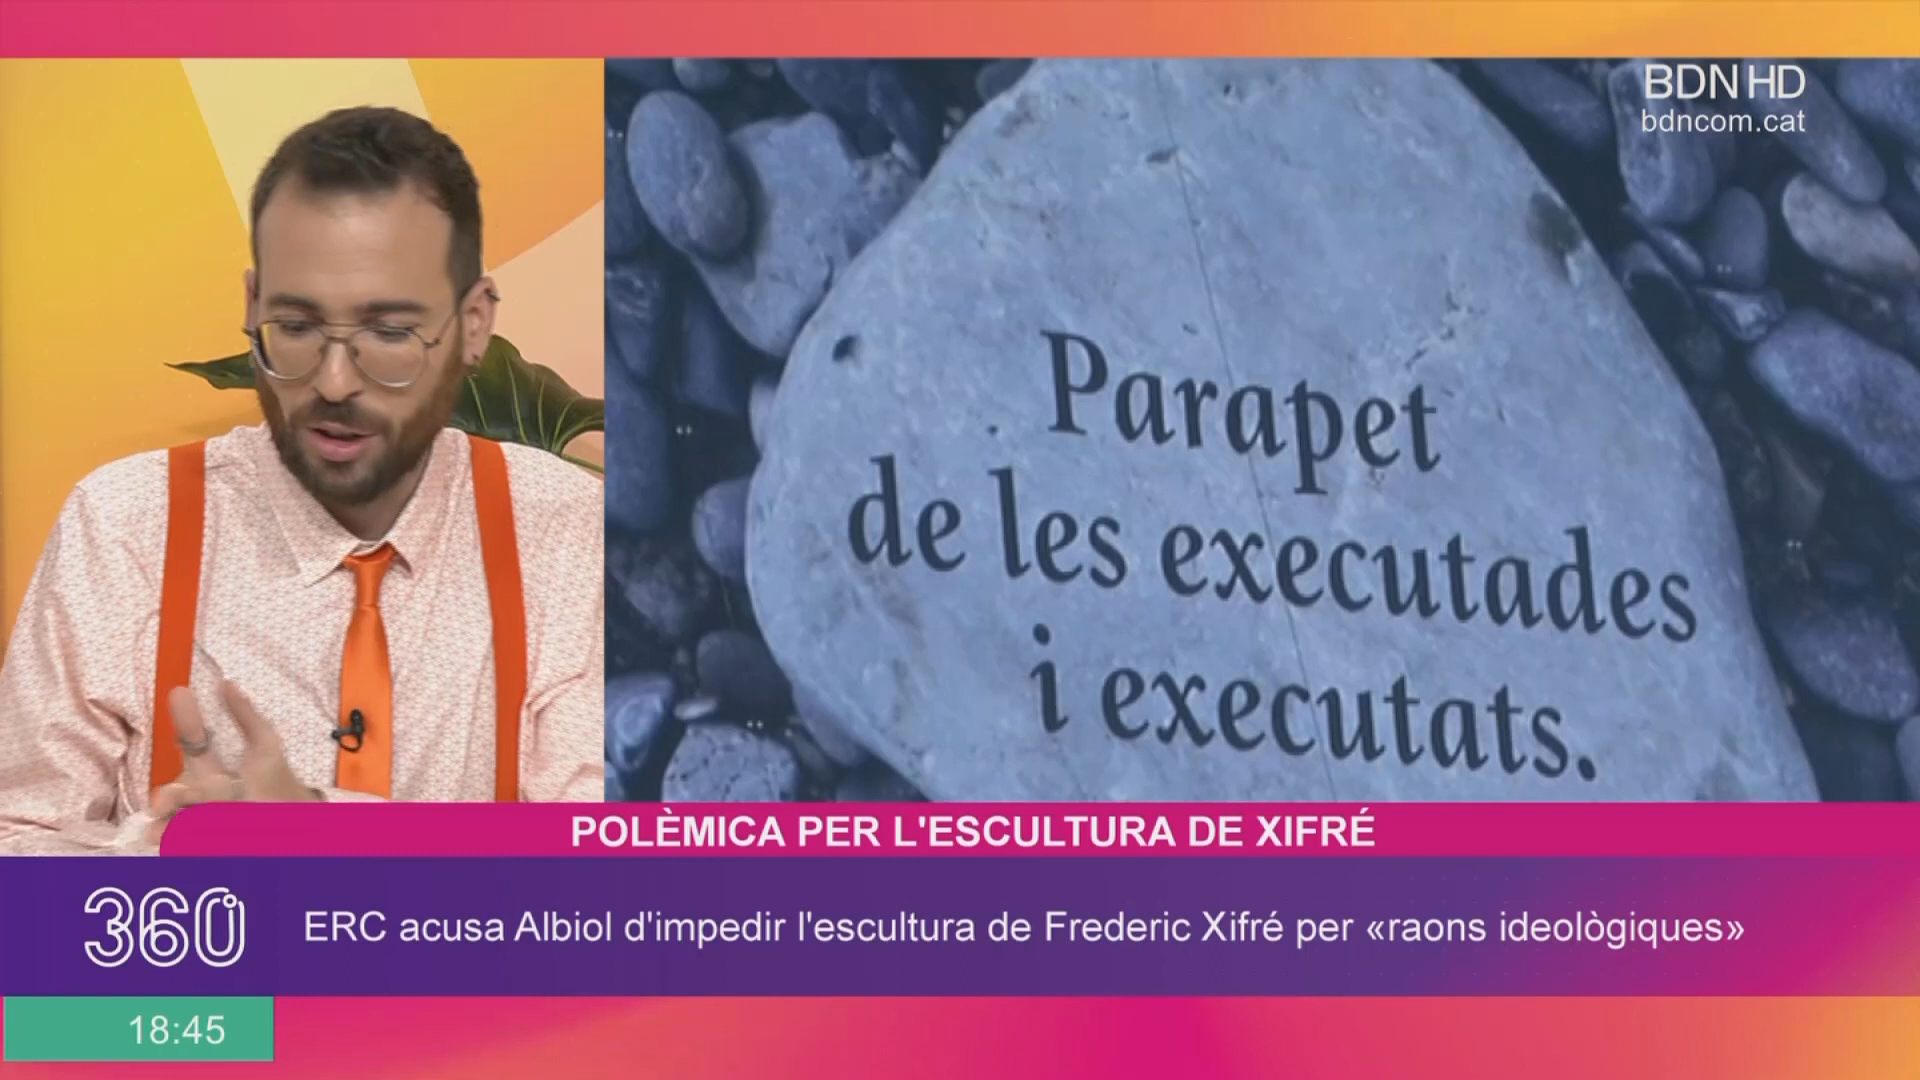 BDN HD
bdncom.cat
Parapet
de les executades
i executats.
POLÈMICA PER L'ESCULTURA DE XIFRÉ
360°
ERC acusa Albiol d'impedir l'escultura de Frederic Xifré per «raons ideològiques»
18:45